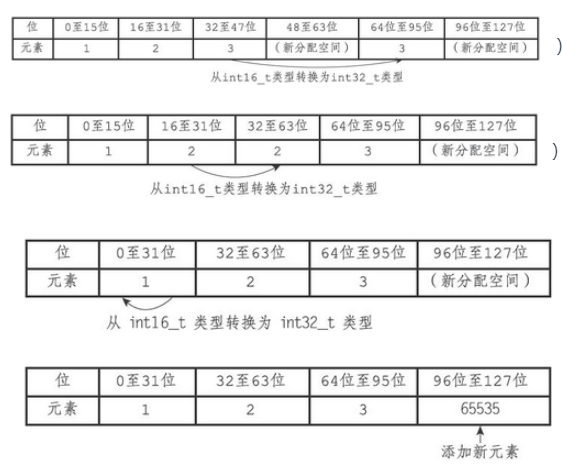 位 0至15位 16至31位 32至47位 48至63位 64位至95位 96位至127位
元素 1 2 3 (新分配空间) 3 (新分配空间) )
从int16_t类型转换为int32_t类型
位 0至15位 16至31位 32至63位 64位至95位 96位至127位
元素 1 2 2 3 (新分配空间) )
从int16_t类型转换为int32_t类型
位 0至31位 32至63位 64位至95位 96位至127位
元素 1 2 3 (新分配空间)
从 int16_t 类型转换为 int32_t 类型
位 0至31位 32至63位 64位至95位 96位至127位
元素 1 2 3 65535
添加新元素